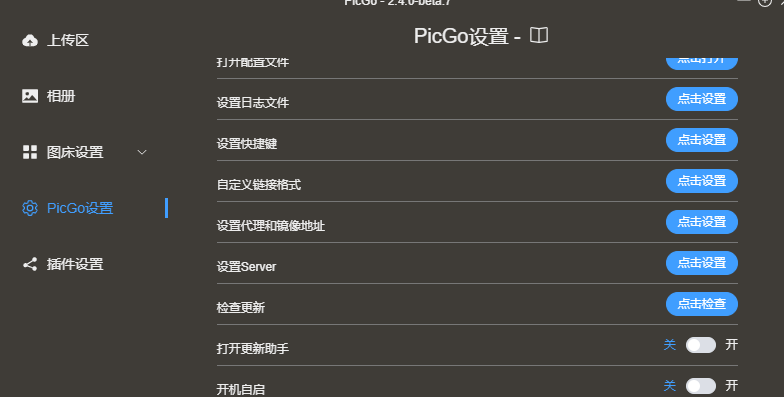 PicGo - 2.4.0-beta.7
上传区
相册
图床设置
PicGo设置
插件设置
PicGo设置 -
打开配置文件 点击打开
设置日志文件 点击设置
设置快捷键 点击设置
自定义链接格式 点击设置
设置代理和镜像地址 点击设置
设置Server 点击设置
检查更新 点击检查
打开更新助手 关 开
开机自启 关 开